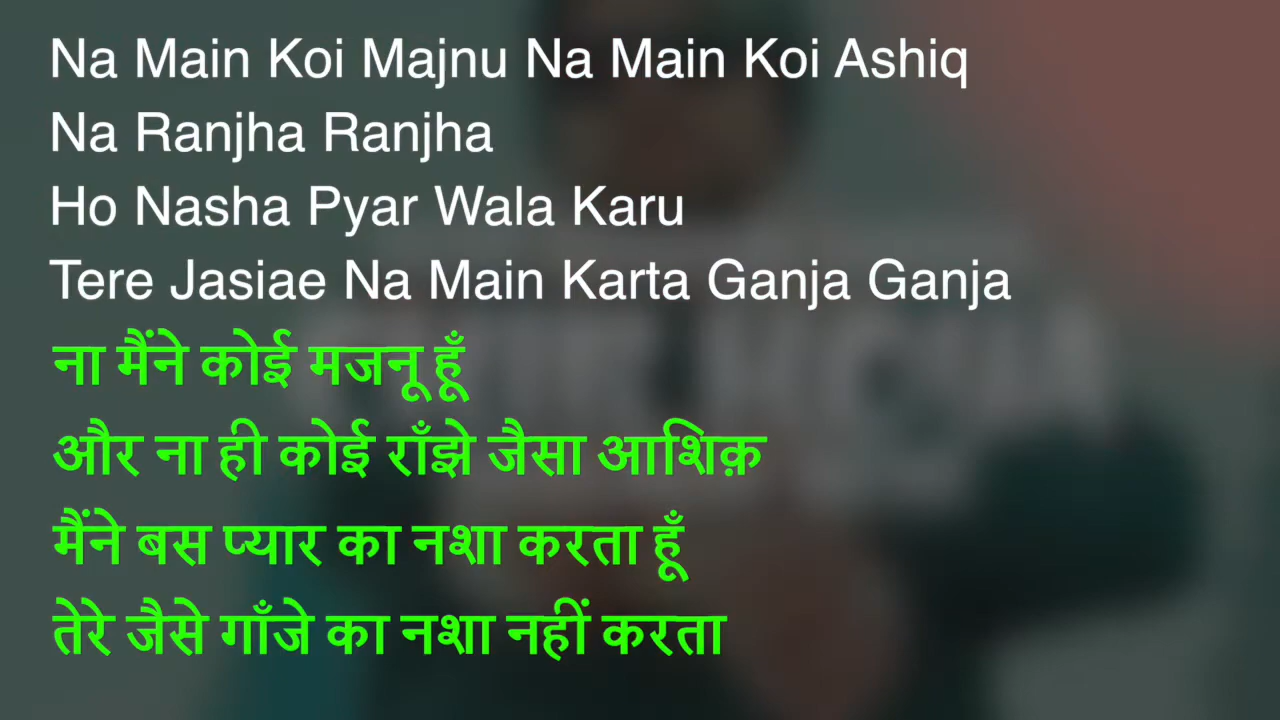 Na Main Koi Majnu Na Main Koi Ashiq
Na Ranjha Ranjha
Ho Nasha Pyar Wala Karu
Tere Jasiae Na Main Karta Ganja Ganja
ना मैंने कोई मजनू हूँ
और ना ही कोई राँझे जैसा आशिक़
मैंने बस प्यार का नशा करता हूँ
तेरे जैसे गाँजे का नशा नहीं करता